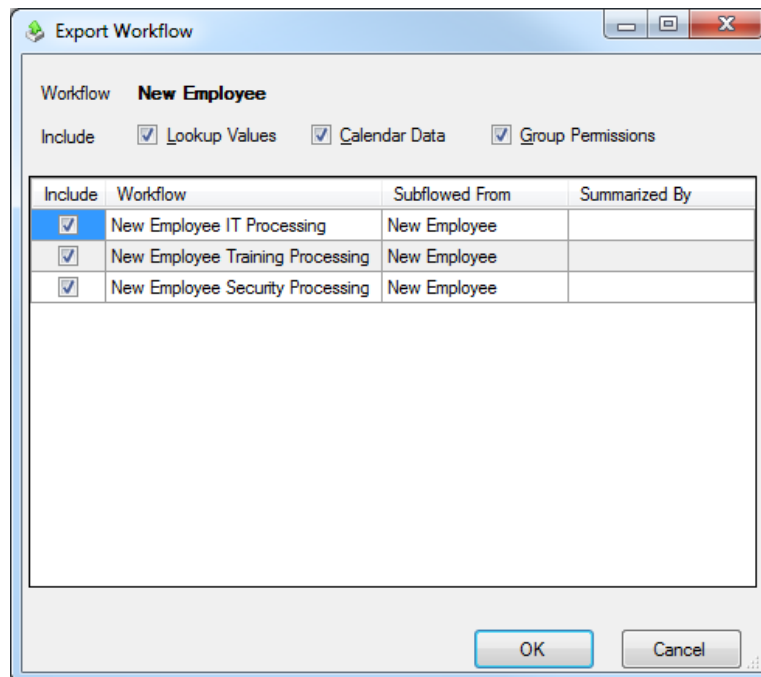 Export Workflow
Workflow New Employee
Include Lookup Values Calendar Data Group Permissions
Include Workflow Subflowed From Summarized By
New Employee IT Processing New Employee
New Employee Training Processing New Employee
New Employee Security Processing New Employee
OK Cancel